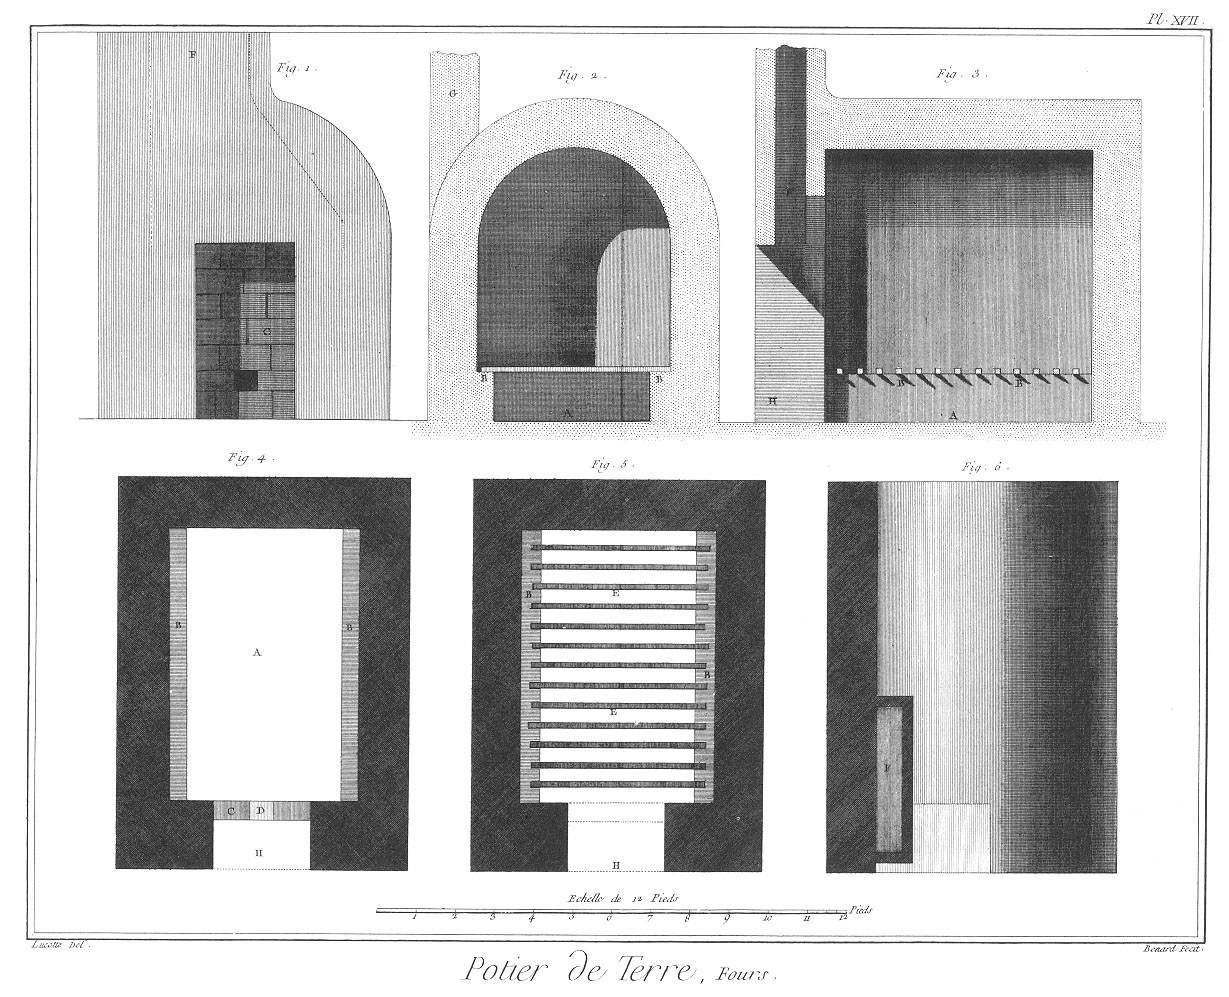 Pl. XVII.
Fig. 1.
Fig. 2.
Fig. 3.
F
G
C
H
B
B
A
B
B
A
Fig. 4.
Fig. 5.
Fig. 6.
B
B
A
C
D
H
B
E
B
E
H
F
Echelle de 12 Pieds
1 2 3 4 5 6 7 8 9 10 11 12 Pieds
Lucotte Del.
Benard Fecit.
Potier de Terre, Fours.